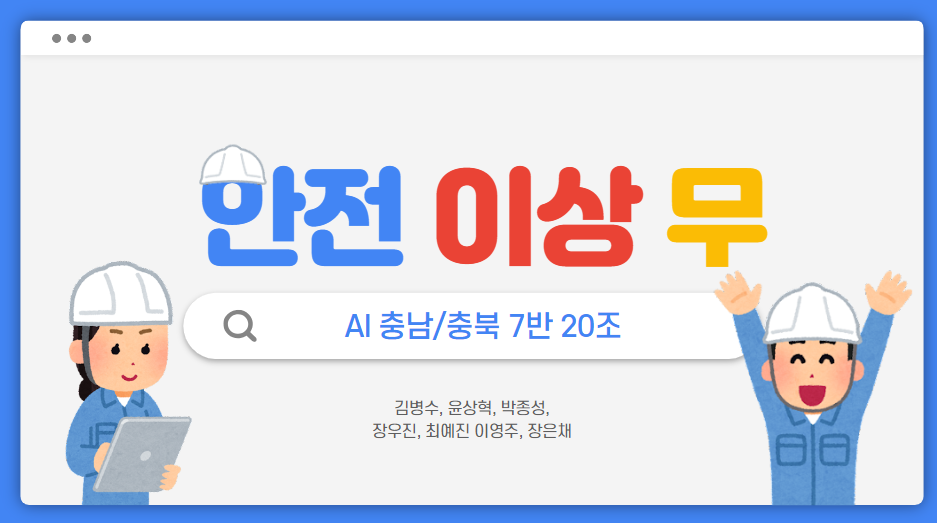 안전 이상 무
AI 충남/충북 7반 20조
김병수, 윤상혁, 박종성,
장우진, 최예진 이영주, 장은채